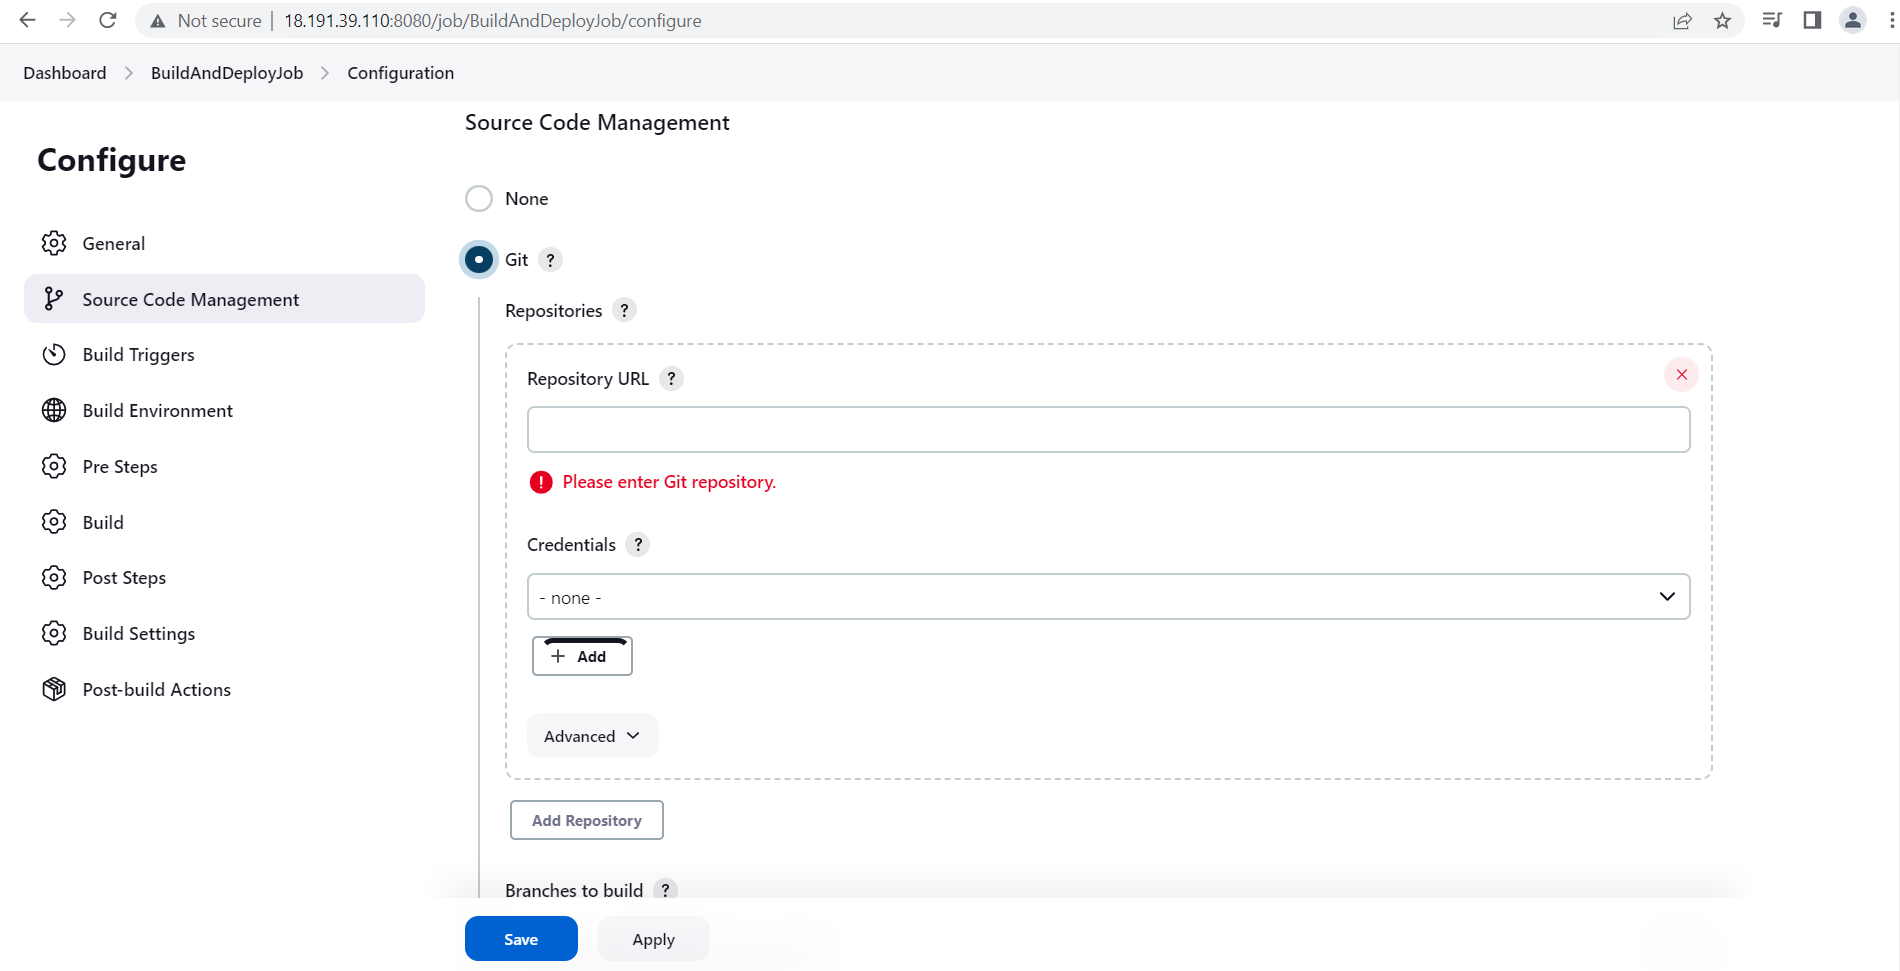 Not secure | 18.191.39.110:8080/job/BuildAndDeployJob/configure
Dashboard > BuildAndDeployJob > Configuration
Configure
General
Source Code Management
Build Triggers
Build Environment
Pre Steps
Build
Post Steps
Build Settings
Post-build Actions
Source Code Management
None
Git ?
Repositories ?
Repository URL ?
Please enter Git repository.
Credentials ?
- none -
+ Add
Advanced
Add Repository
Branches to build ?
Save
Apply